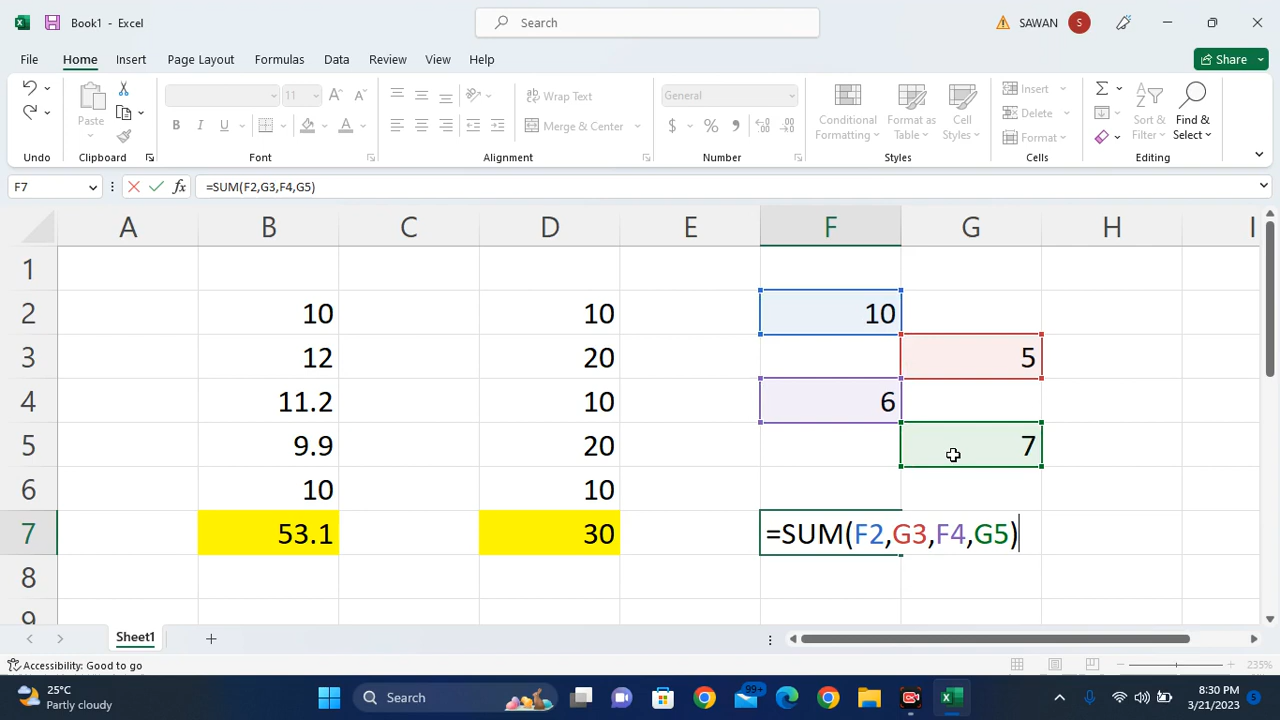 Book1 - Excel
Search
SAWAN
S
File Home Insert Page Layout Formulas Data Review View Help
Share
Paste
11
Wrap Text
Merge & Center
General
Conditional Formatting
Format as Table
Cell Styles
Insert
Delete
Format
Sort & Filter
Find & Select
B I U
$ % ,
Undo Clipboard Font Alignment Number Styles Cells Editing
F7 fx =SUM(F2,G3,F4,G5)
A B C D E F G H I
1
2 10 10 10
3 12 20 5
4 11.2 10 6
5 9.9 20 7
6 10 10
7 53.1 30 =SUM(F2,G3,F4,G5)
8
9
Sheet1
Accessibility: Good to go
235%
25°C
Partly cloudy
Search
99+
8:30 PM
3/21/2023
5